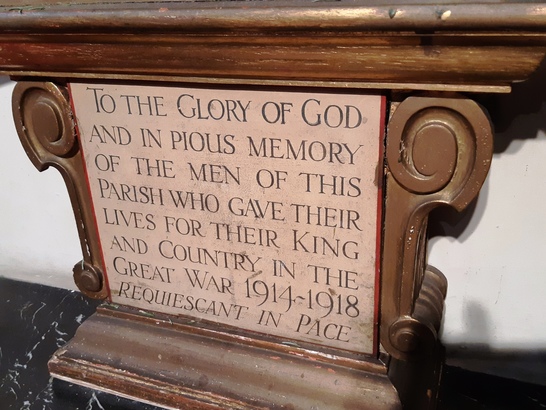 TO THE GLORY OF GOD
AND IN PIOUS MEMORY
OF THE MEN OF THIS
PARISH WHO GAVE THEIR
LIVES FOR THEIR KING
AND COUNTRY IN THE
GREAT WAR 1914-1918
REQUIESCANT IN PACE